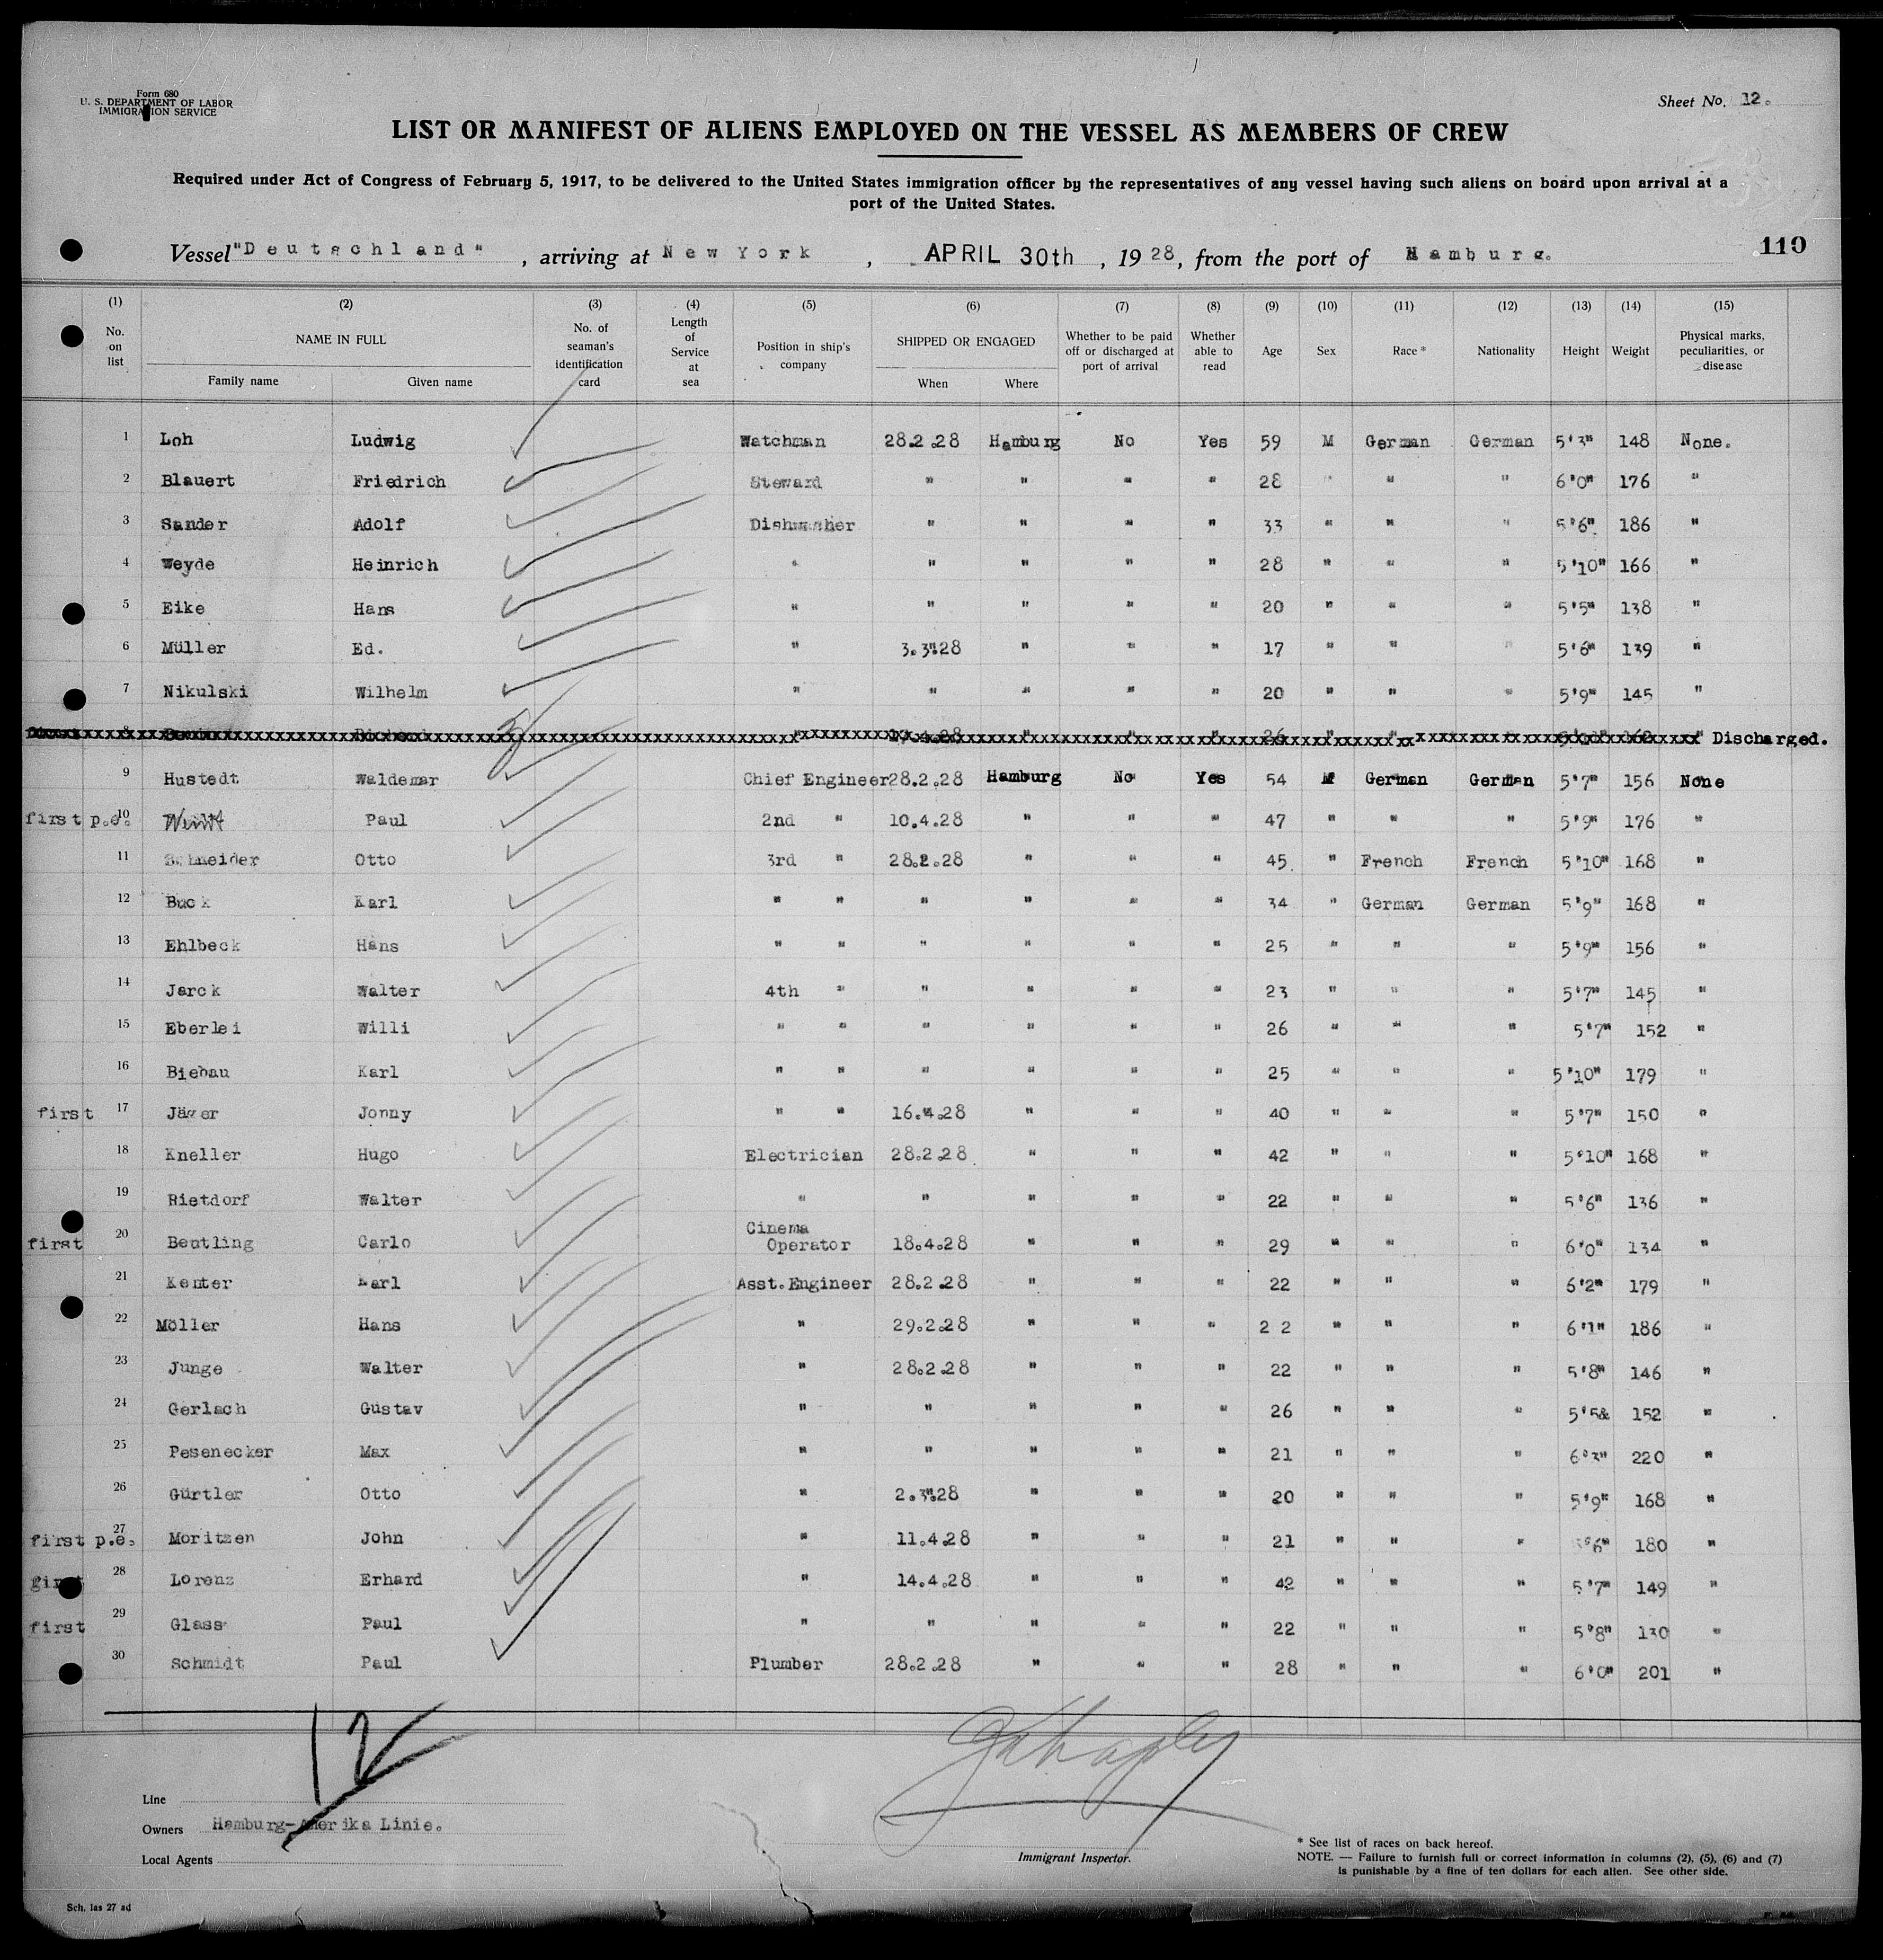 Form 680
U. S. DEPARTMENT OF LABOR
IMMIGRATION SERVICE
Sheet No. 12.
LIST OR MANIFEST OF ALIENS EMPLOYED ON THE VESSEL AS MEMBERS OF CREW
Required under Act of Congress of February 5, 1917, to be delivered to the United States immigration officer by the representatives of any vessel having such aliens on board upon arrival at a
port of the United States.
Vessel "Deutschland", arriving at New York, APRIL 30th, 1928, from the port of Hamburg.
110
(1) (2) (3) (4) (5) (6) (7) (8) (9) (10) (11) (12) (13) (14) (15)
No. on list NAME IN FULL Family name Given name No. of seaman's identification card Length of Service at sea Position in ship's company SHIPPED OR ENGAGED When Where Whether to be paid off or discharged at port of arrival Whether able to read Age Sex Race * Nationality Height Weight Physical marks, peculiarities, or disease
1 Loh Ludwig Watchman 28.2.28 Hamburg No Yes 59 M German German 5'3" 148 None.
2 Blauert Friedrich Steward " " " " 28 " " " 6'0" 176 "
3 Sander Adolf Dishwasher " " " " 33 " " " 5'6" 186 "
4 Weyde Heinrich " " " " " 28 " " " 5'10" 166 "
5 Eike Hans " " " " " 20 " " " 5'5" 138 "
6 Müller Ed. " 3.3".28 " " " 17 " " " 5'6" 139 "
7 Nikulski Wilhelm " " " " " 20 " " " 5'9" 145 "
8 " " " " 26 " " " Discharged.
9 Hustedt Waldemar Chief Engineer 28.2.28 Hamburg No Yes 54 M German German 5'7" 156 None
first p.e. 10 Paul 2nd " 10.4.28 " " " 47 " " " 5'9" 176 "
11 Schneider Otto 3rd " 28.2.28 " " " 45 " French French 5'10" 168 "
12 Buck Karl " " " " " " 34 " German German 5'9" 168 "
13 Ehlbeck Hans " " " " " " 25 " " " 5'9" 156 "
14 Jarck Walter 4th " " " " " 23 " " " 5'7" 145 "
15 Eberlei Willi " " " " " " 26 " " " 5'7" 152 "
16 Biebau Karl " " " " " " 25 " " " 5'10" 179 "
first 17 Jäger Jonny " " 16.4.28 " " " 40 " " " 5'7" 150 "
18 Kneller Hugo Electrician 28.2.28 " " " 42 " " " 5'10" 168 "
19 Rietdorf Walter " " " " " 22 " " " 5'6" 136 "
first 20 Beutling Carlo Cinema Operator 18.4.28 " " " 29 " " " 6'0" 134 "
21 Kenter Karl Asst.Engineer 28.2.28 " " " 22 " " " 6'2" 179 "
22 Möller Hans " 29.2.28 " " " 2 2 " " " 6'1" 186 "
23 Junge Walter " 28.2.28 " " " 22 " " " 5'8" 146 "
24 Gerlach Gustav " " " " " 26 " " " 5'5& 152 "
25 Pesenecker Max " " " " " 21 " " " 6'3" 220 "
26 Gürtler Otto " 2.3".28 " " " 20 " " " 5'9" 168 "
first p.e. 27 Moritzen John " 11.4.28 " " " 21 " " " 5'6" 180 "
girst 28 Lorenz Erhard " 14.4.28 " " " 42 " " " 5'7" 149 "
first 29 Glass Paul " " " " " 22 " " " 5'8" 130 "
30 Schmidt Paul Plumber 28.2.28 " " " 28 " " " 6'0" 201 "
12
Line
Owners Hamburg-Amerika Linie.
Local Agents
Immigrant Inspector.
* See list of races on back hereof.
NOTE. — Failure to furnish full or correct information in columns (2), (5), (6) and (7)
is punishable by a fine of ten dollars for each alien. See other side.
Sch. las 27 ad